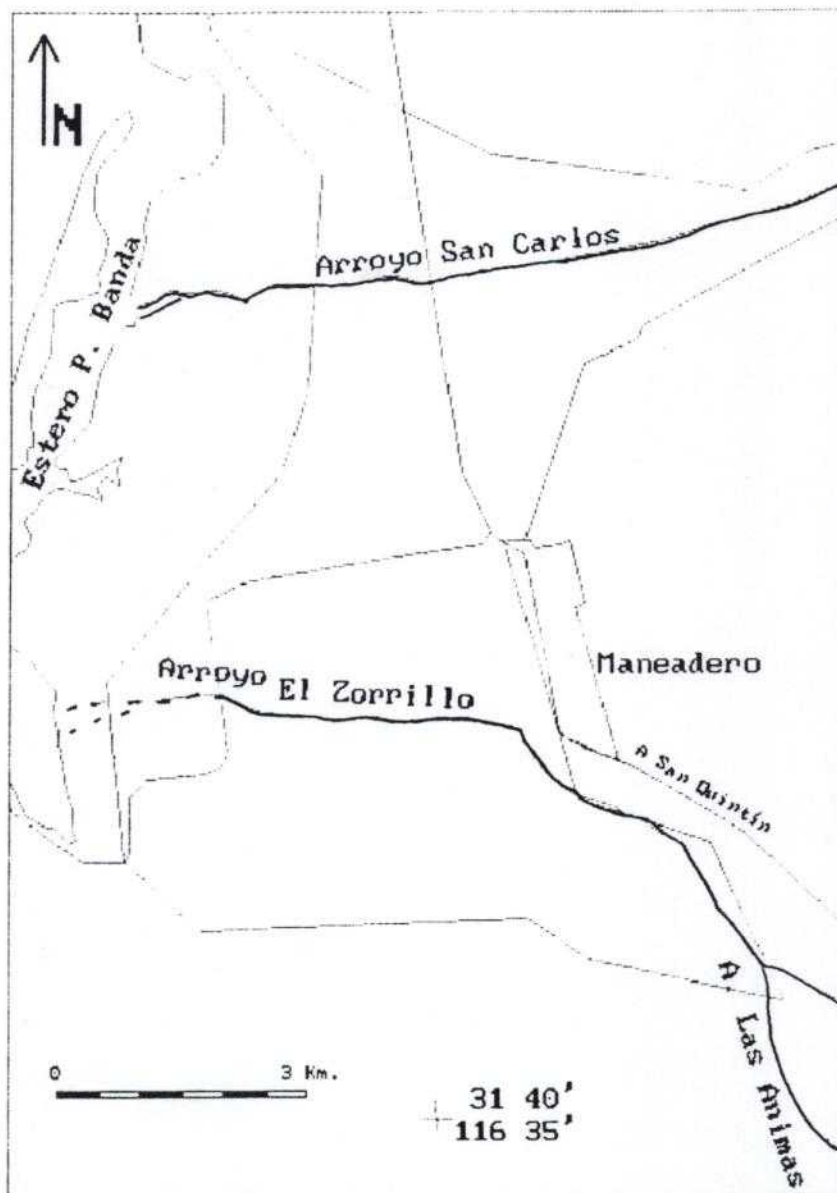 N
Arroyo San Carlos
Estero P. Banda
Maneadero
Arroyo El Zorrillo
A San Quintín
A Las Animas
0 3 Km.
31 40'
116 35'